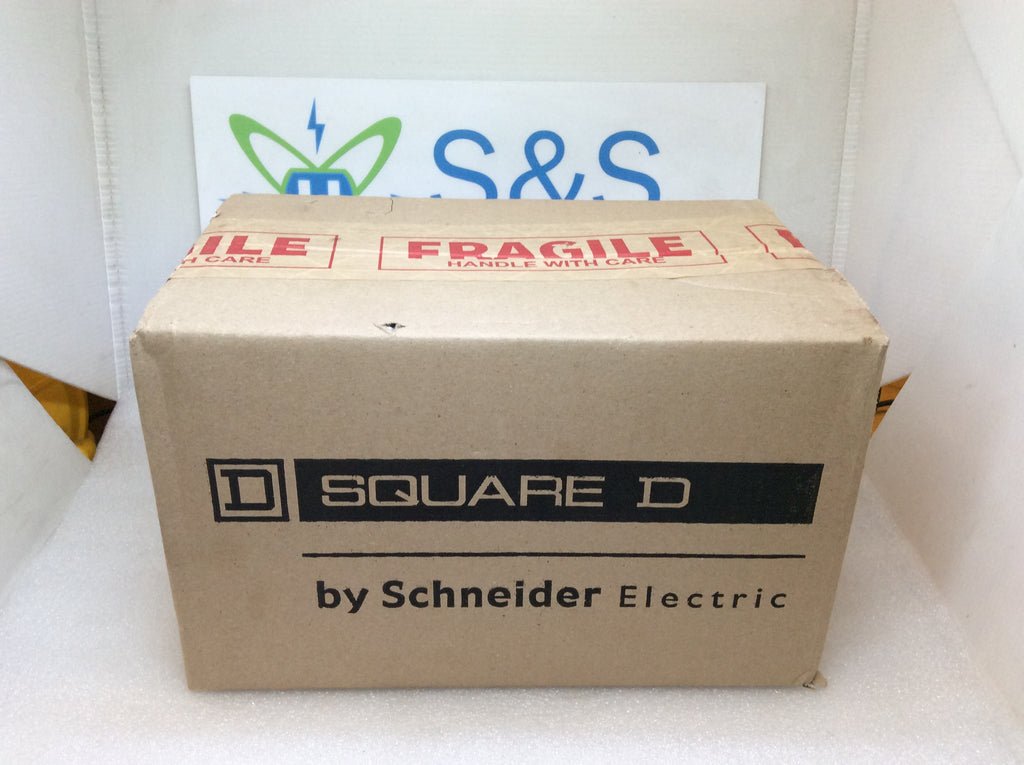 S&S
ILE
H CARE
FRAGILE
HANDLE WITH CARE
D SQUARE D
by Schneider Electric